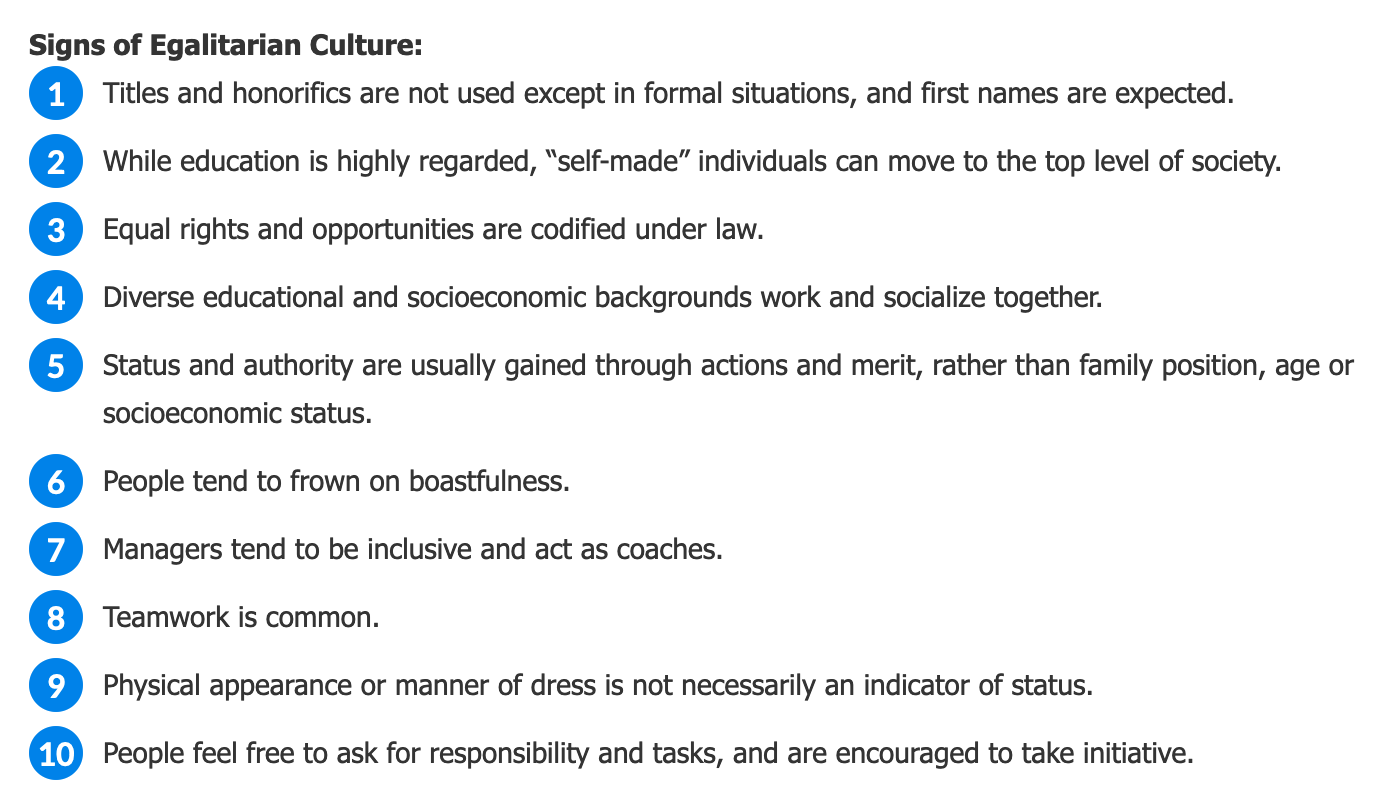 Signs of Egalitarian Culture:
1 Titles and honorifics are not used except in formal situations, and first names are expected.
2 While education is highly regarded, “self-made” individuals can move to the top level of society.
3 Equal rights and opportunities are codified under law.
4 Diverse educational and socioeconomic backgrounds work and socialize together.
5 Status and authority are usually gained through actions and merit, rather than family position, age or
socioeconomic status.
6 People tend to frown on boastfulness.
7 Managers tend to be inclusive and act as coaches.
8 Teamwork is common.
9 Physical appearance or manner of dress is not necessarily an indicator of status.
10 People feel free to ask for responsibility and tasks, and are encouraged to take initiative.